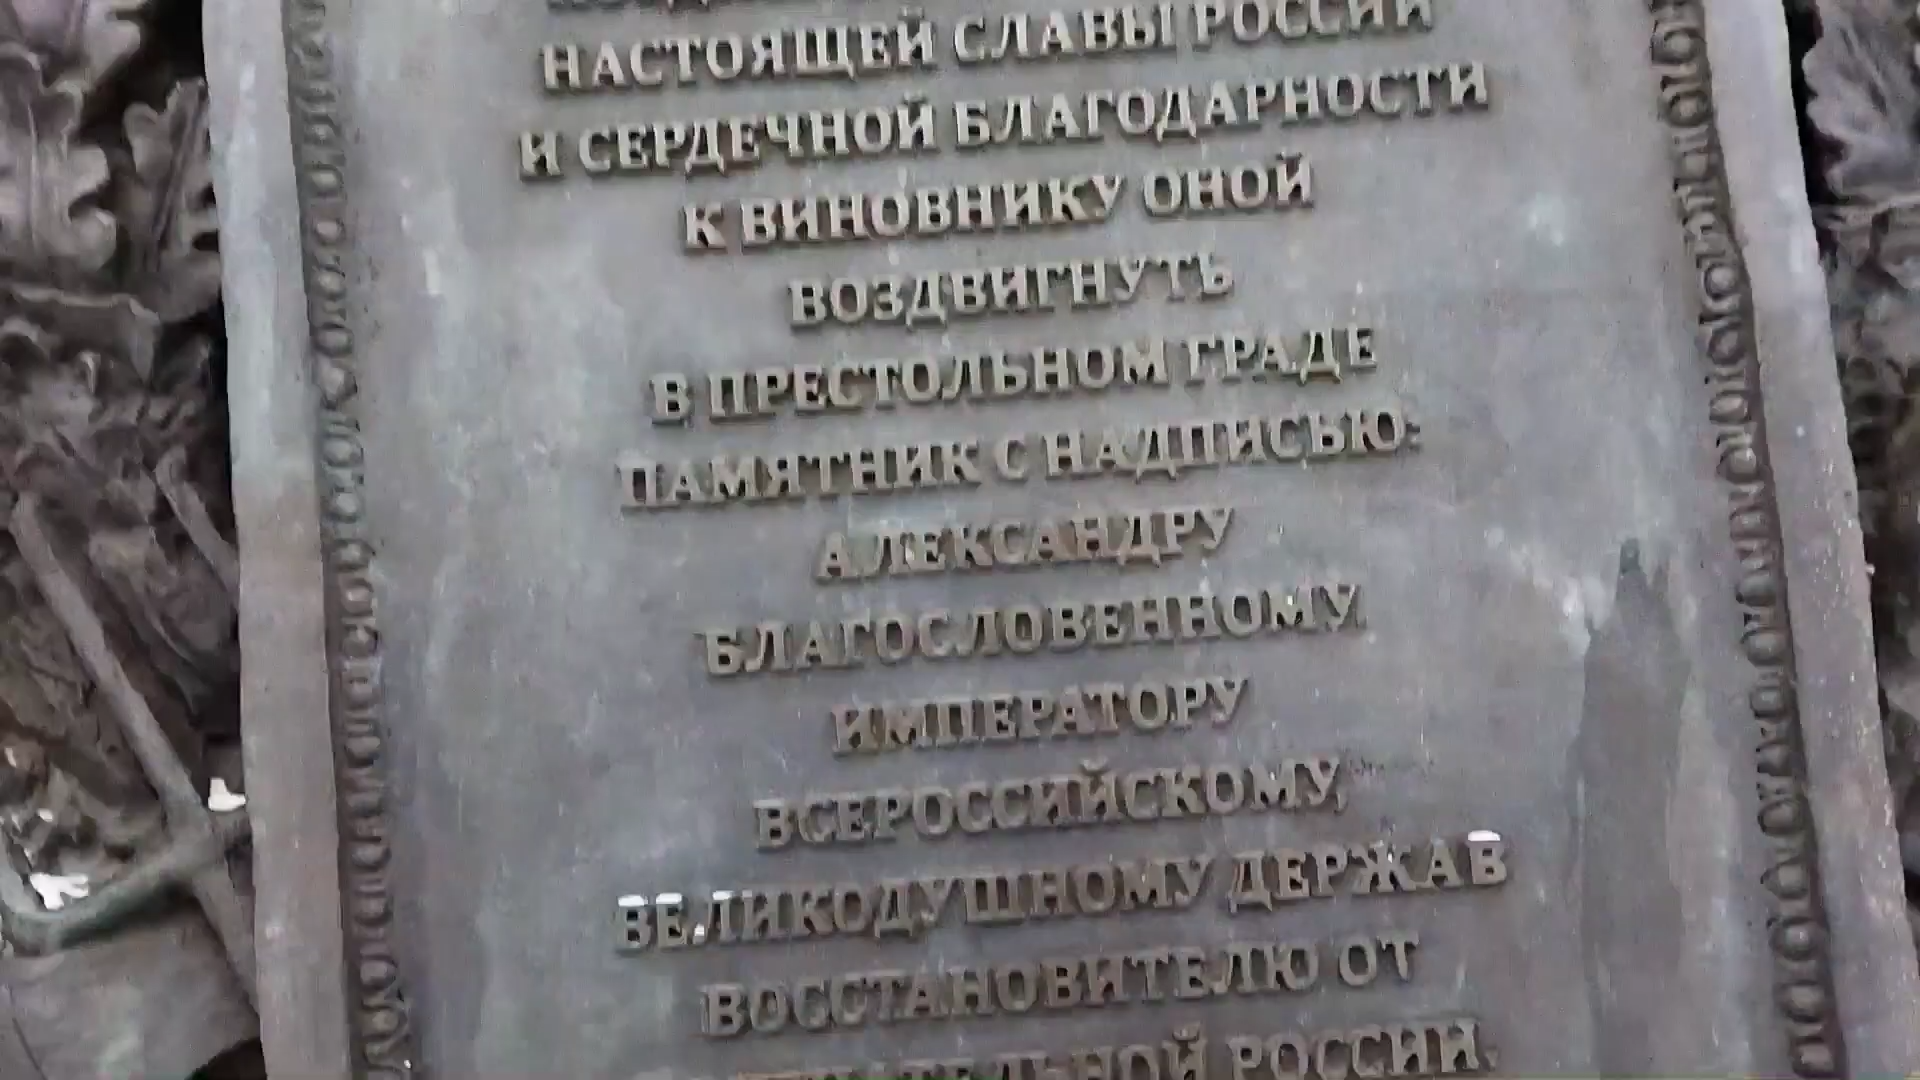 НАСТОЯЩЕЙ СЛАВЫ РОССИИ
И СЕРДЕЧНОЙ БЛАГОДАРНОСТИ
К ВИНОВНИКУ ОНОЙ
ВОЗДВИГНУТЬ
В ПРЕСТОЛЬНОМ ГРАДЕ
ПАМЯТНИК С НАДПИСЬЮ:
АЛЕКСАНДРУ
БЛАГОСЛОВЕННОМУ,
ИМПЕРАТОРУ
ВСЕРОССИЙСКОМУ,
ВЕЛИКОДУШНОМУ ДЕРЖАВ
ВОССТАНОВИТЕЛЮ ОТ
РОССИИ.